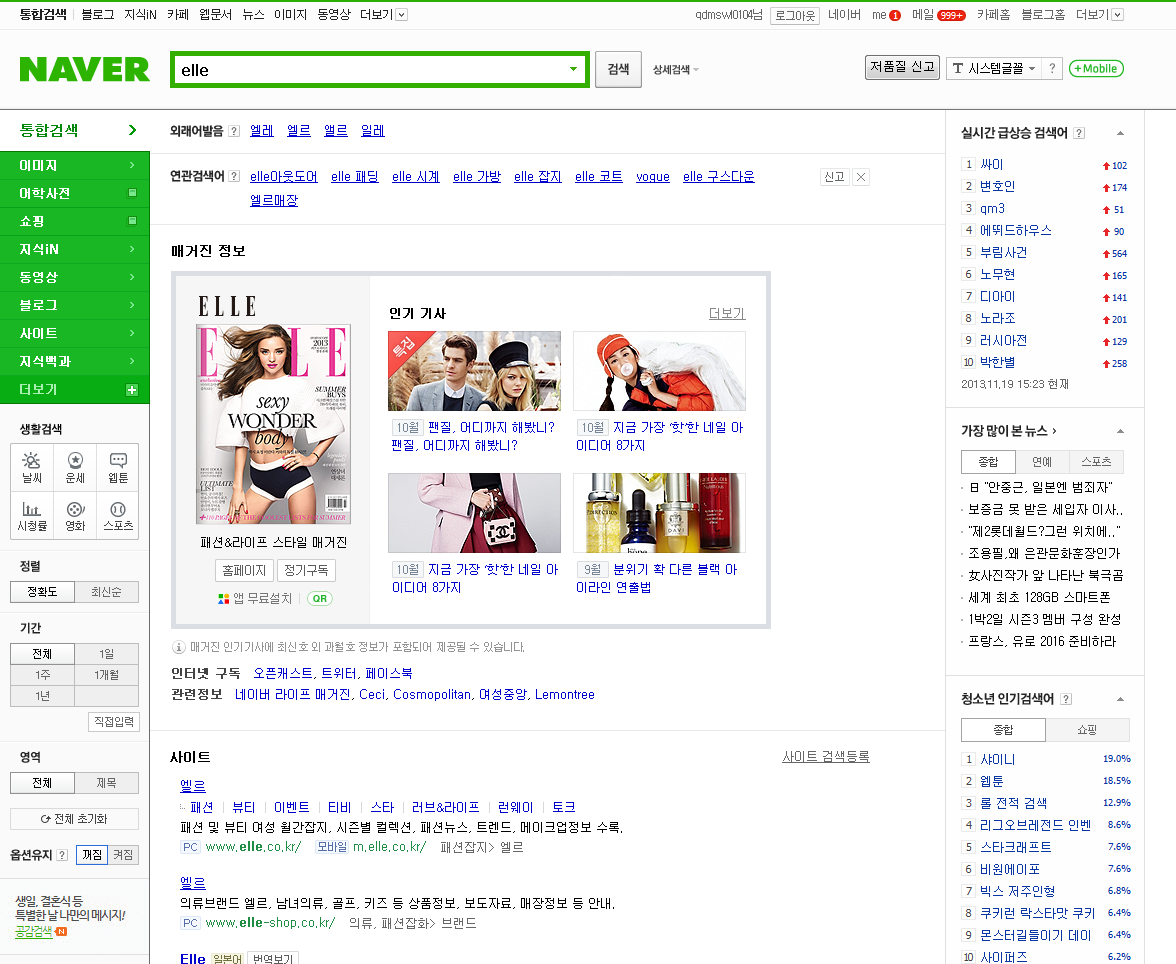 통합검색 블로그 지식iN 카페 웹문서 뉴스 이미지 동영상 더보기
qdmswl0104님 로그아웃 네이버 me 1 메일 999+ 카페홈 블로그홈 더보기
NAVER elle 검색 상세검색 저품질 신고 T 시스템글꼴 ? +Mobile
통합검색
이미지
어학사전
쇼핑
지식iN
동영상
블로그
사이트
지식백과
더보기
생활검색
날씨 운세 웹툰
시청률 영화 스포츠
정렬
정확도 최신순
기간
전체 1일
1주 1개월
1년
직접입력
영역
전체 제목
전체 초기화
옵션유지 ? 꺼짐 켜짐
생일, 결혼식 등
특별한 날 나만의 메시지!
공감검색 N
외래어발음 ? 엘레 엘르 앨르 일레
연관검색어 ? elle아웃도어 elle 패딩 elle 시계 elle 가방 elle 잡지 elle 코트 vogue elle 구스다운
엘르매장
신고
매거진 정보
ELLE
ELLE
2013
SUMMER
BUYS
sexy
WONDER
body
ULTIMATE
LIST
패션&라이프 스타일 매거진
홈페이지 정기구독
앱 무료설치 QR
인기 기사 더보기
특집
10월 팬질, 어디까지 해봤니?
팬질, 어디까지 해봤니?
10월 지금 가장 '핫'한 네일 아
이디어 8가지
10월 지금 가장 '핫'한 네일 아
이디어 8가지
9월 분위기 확 다른 블랙 아
이라인 연출법
매거진 인기기사에 최신호 외 과월호 정보가 포함되어 제공될 수 있습니다.
인터넷 구독 오픈캐스트, 트위터, 페이스북
관련정보 네이버 라이프 매거진, Ceci, Cosmopolitan, 여성중앙, Lemontree
사이트 사이트 검색등록
엘르
패션 뷰티 이벤트 티비 스타 러브&라이프 런웨이 토크
패션 및 뷰티 여성 월간잡지, 시즌별 컬렉션, 패션뉴스, 트렌드, 메이크업정보 수록.
PC www.elle.co.kr/ 모바일 m.elle.co.kr/ 패션잡지> 엘르
엘르
의류브랜드 엘르, 남녀의류, 골프, 키즈 등 상품정보, 보도자료, 매장정보 등 안내.
PC www.elle-shop.co.kr/ 의류, 패션잡화> 브랜드
Elle 일본어 번역보기
실시간 급상승 검색어 ?
1 싸이 102
2 변호인 174
3 qm3 51
4 에뛰드하우스 90
5 부림사건 564
6 노무현 165
7 디아이 141
8 노라조 201
9 러시아전 129
10 박한별 258
2013.11.19 15:23 현재
가장 많이 본 뉴스
종합 연예 스포츠
日 "안중근, 일본엔 범죄자"
보증금 못 받은 세입자 이사..
"제2롯데월드?그런 위치에.."
조용필,왜 은관문화훈장인가
女사진작가 앞 나타난 북극곰
세계 최초 128GB 스마트폰
1박2일 시즌3 멤버 구성 완성
프랑스, 유로 2016 준비하라
청소년 인기검색어 ?
종합 쇼핑
1 샤이니 19.0%
2 웹툰 18.5%
3 롤 전적 검색 12.9%
4 리그오브레전드 인벤 8.6%
5 스타크래프트 7.6%
6 비원에이포 7.6%
7 빅스 저주인형 6.8%
8 쿠키런 락스타맛 쿠키 6.4%
9 몬스터길들이기 데이 6.4%
10 사이퍼즈 6.2%